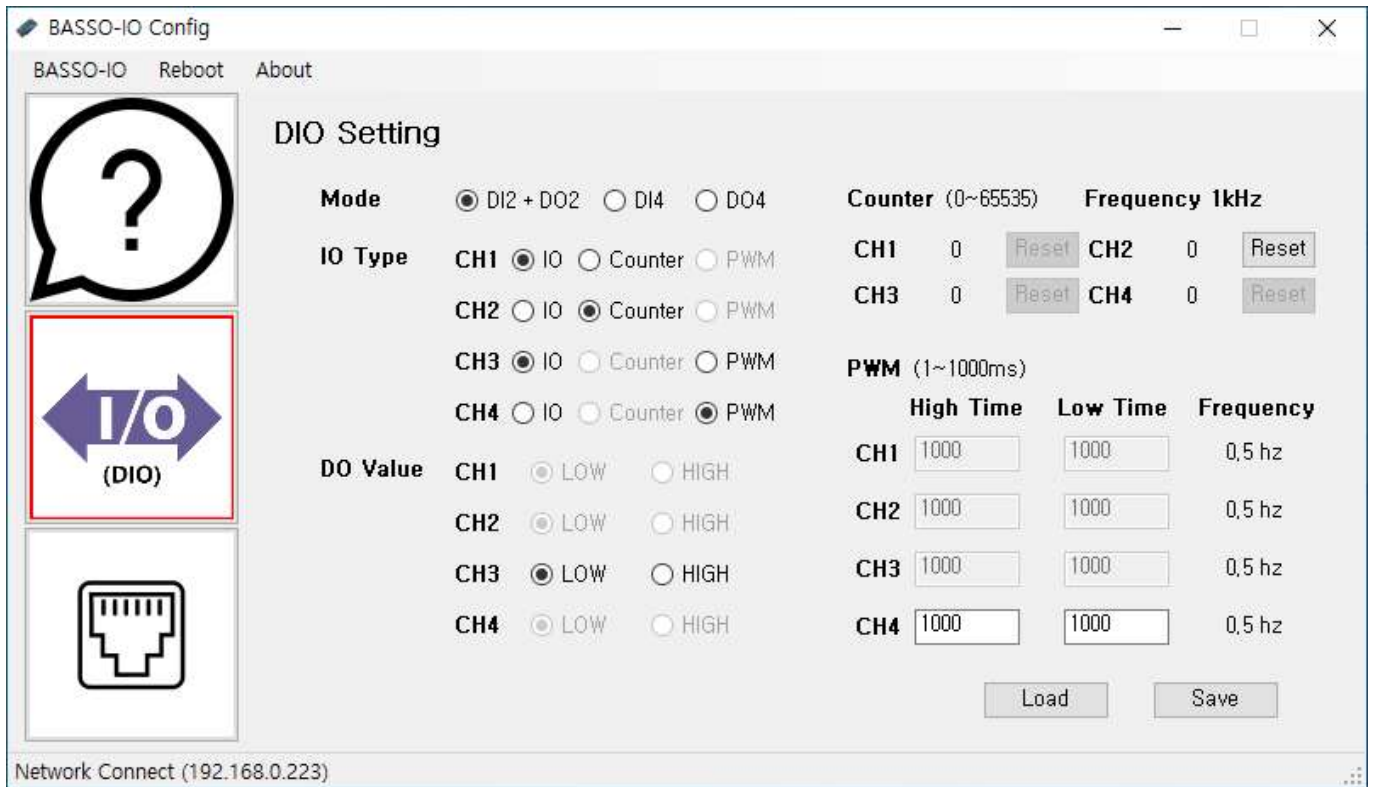 BASSO-IO Config
BASSO-IO Reboot About
?
I/O
(DIO)
DIO Setting
Mode DI2 + DO2 DI4 DO4
IO Type CH1 IO Counter PWM
CH2 IO Counter PWM
CH3 IO Counter PWM
CH4 IO Counter PWM
DO Value CH1 LOW HIGH
CH2 LOW HIGH
CH3 LOW HIGH
CH4 LOW HIGH
Counter (0~65535) Frequency 1kHz
CH1 0 Reset CH2 0 Reset
CH3 0 Reset CH4 0 Reset
PWM (1~1000ms)
High Time Low Time Frequency
CH1 1000 1000 0,5 hz
CH2 1000 1000 0,5 hz
CH3 1000 1000 0,5 hz
CH4 1000 1000 0,5 hz
Load Save
Network Connect (192.168.0.223)